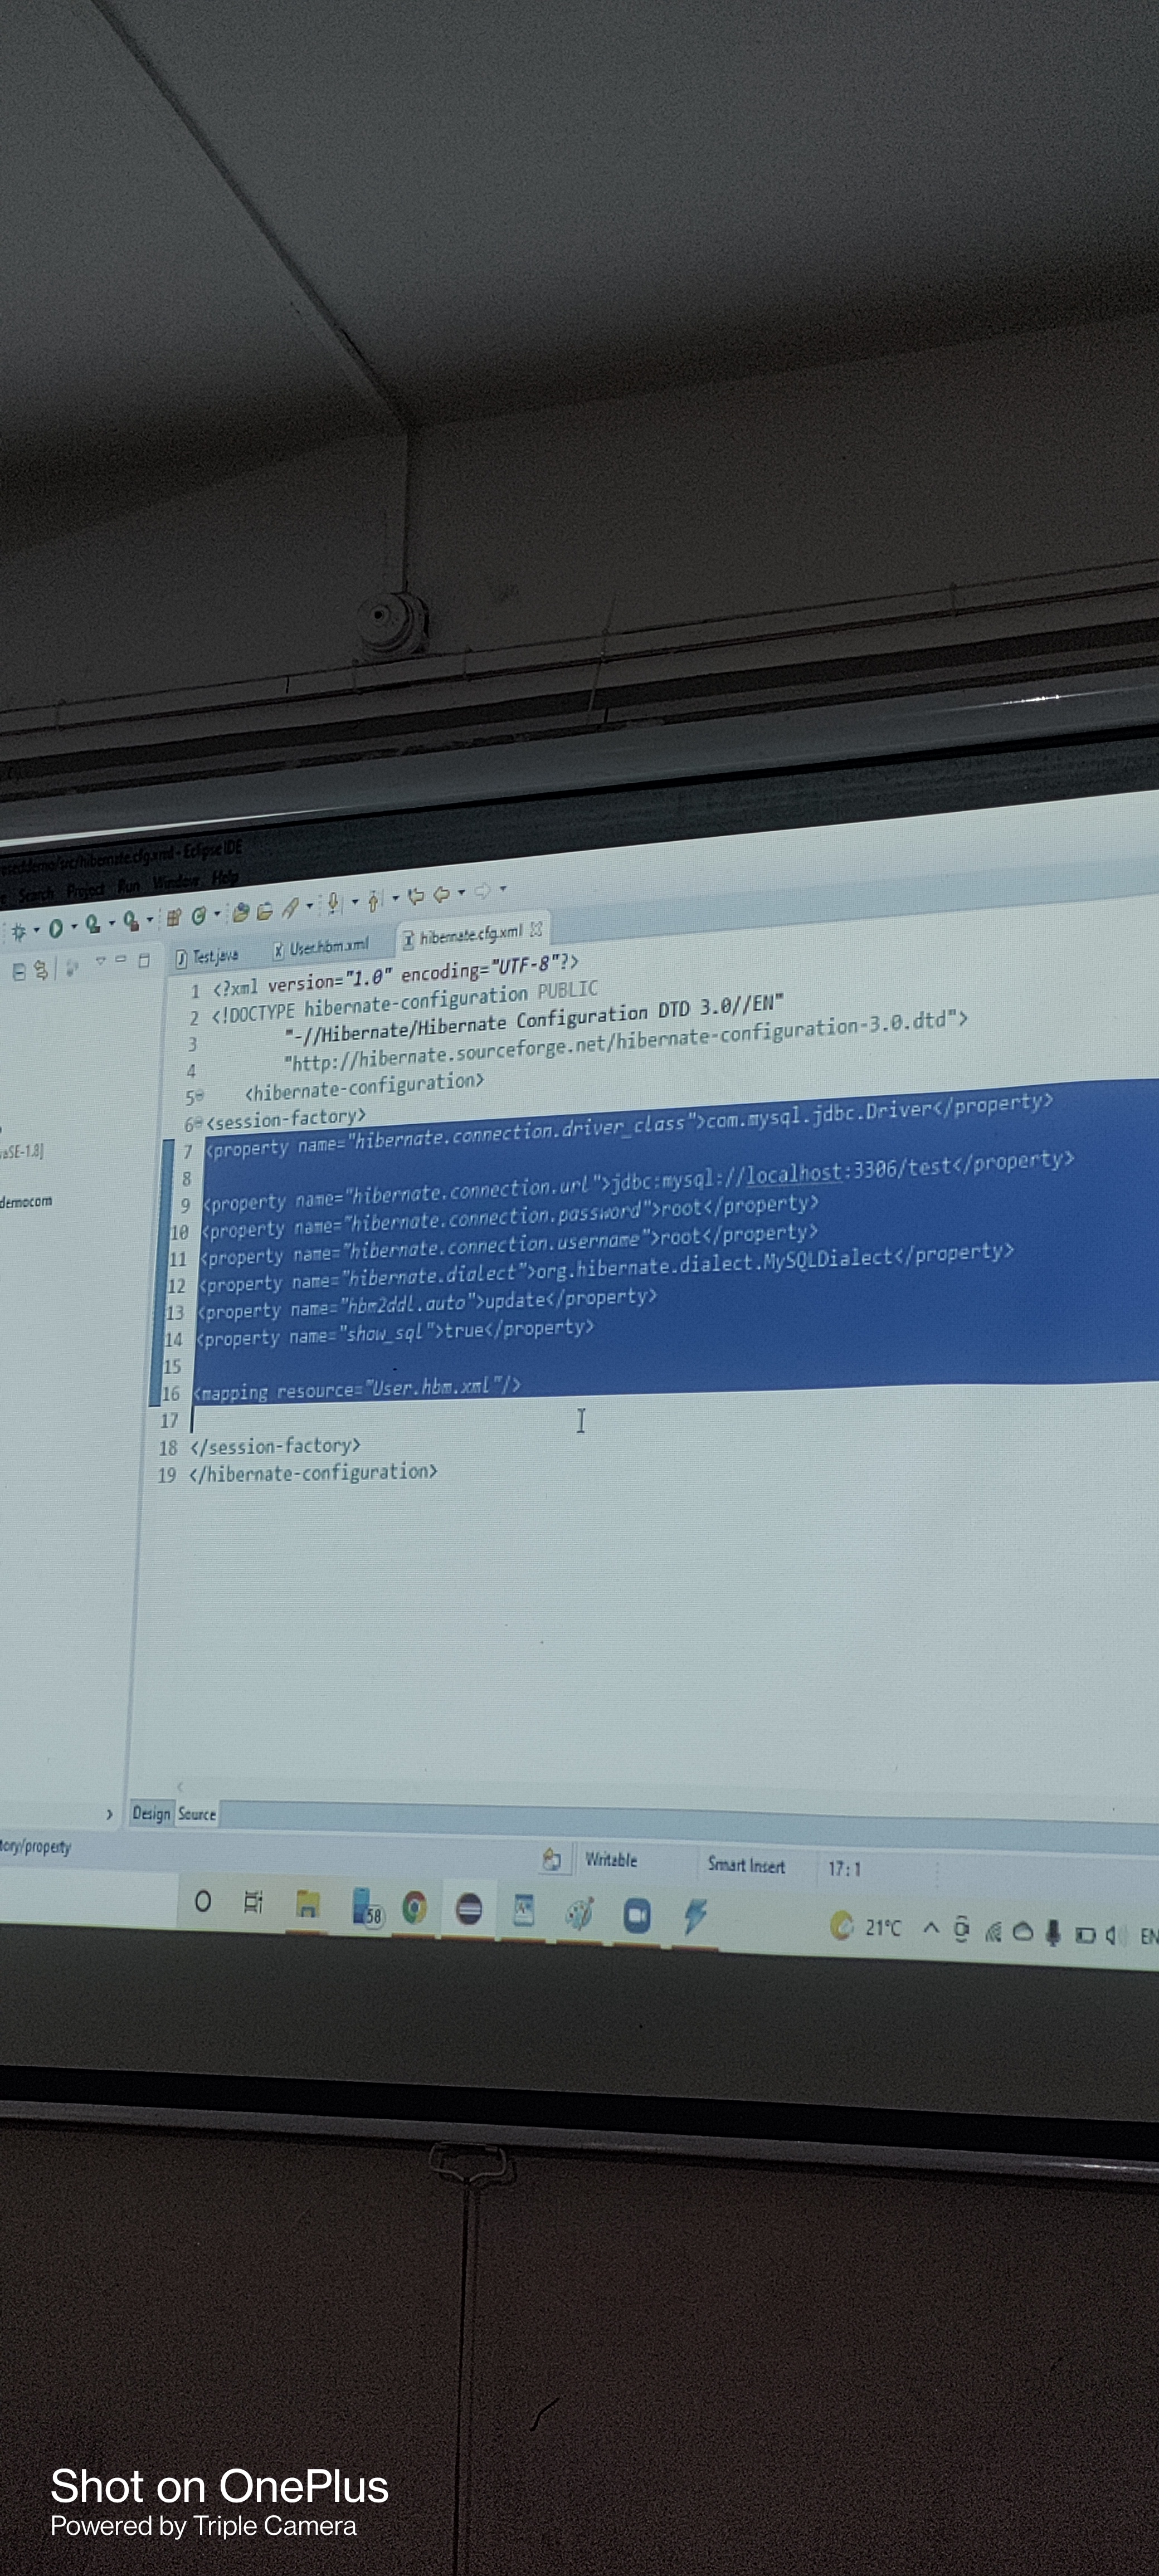 /src/hibernate.cfg.xml - Eclipse IDE
Search Project Run Window Help
Test.java User.hbm.xml hibernate.cfg.xml
1 <?xml version="1.0" encoding="UTF-8"?>
2 <!DOCTYPE hibernate-configuration PUBLIC
3 "-//Hibernate/Hibernate Configuration DTD 3.0//EN"
4 "http://hibernate.sourceforge.net/hibernate-configuration-3.0.dtd">
5 <hibernate-configuration>
6 <session-factory>
7 <property name="hibernate.connection.driver_class">com.mysql.jdbc.Driver</property>
8
9 <property name="hibernate.connection.url">jdbc:mysql://localhost:3306/test</property>
10 <property name="hibernate.connection.password">root</property>
11 <property name="hibernate.connection.username">root</property>
12 <property name="hibernate.dialect">org.hibernate.dialect.MySQLDialect</property>
13 <property name="hbm2ddl.auto">update</property>
14 <property name="show_sql">true</property>
15
16 <mapping resource="User.hbm.xml"/>
17
18 </session-factory>
19 </hibernate-configuration>
aSE-1.8]
democom
Design Source
tory/property
Writable Smart Insert 17:1
58
21°C EN
Shot on OnePlus
Powered by Triple Camera